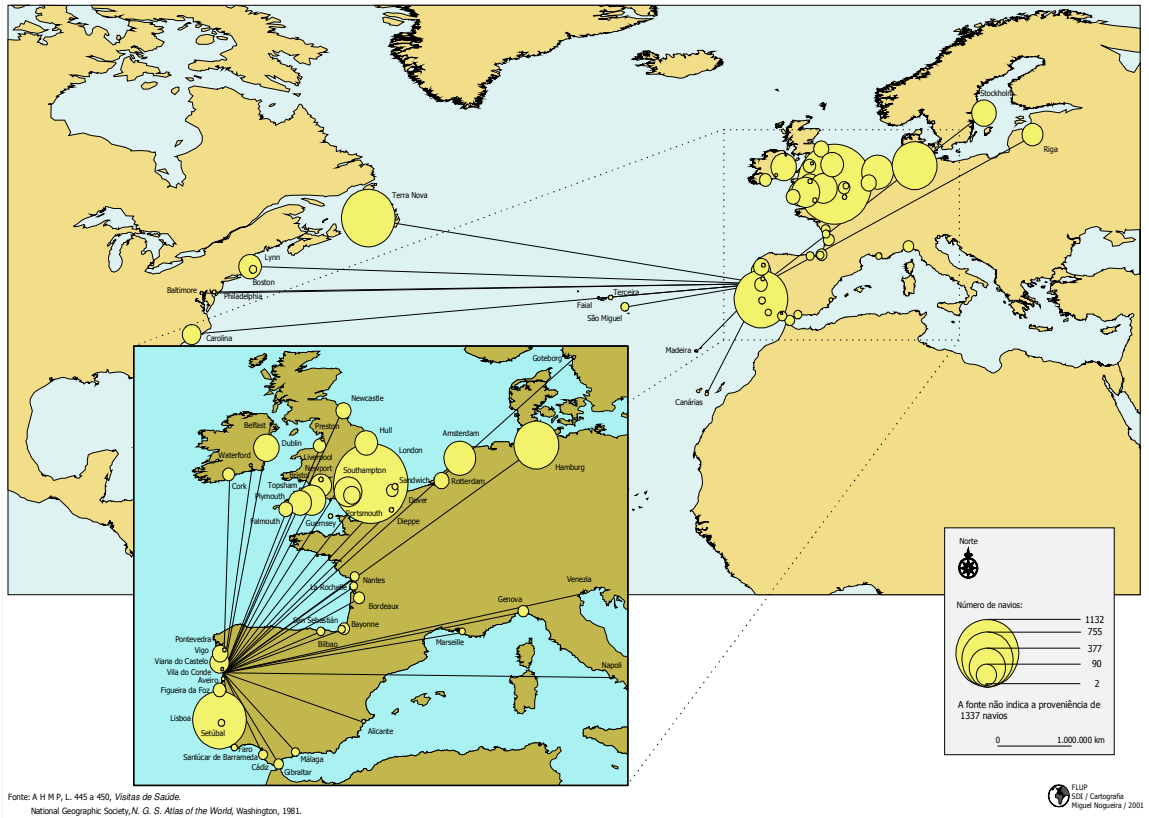 Stockholm
Riga
Terra Nova
Lynn
Boston
Baltimore
Philadelphia
Carolina
Terceira
Faial
São Miguel
Madeira
Canárias
Goteborg
Newcastle
Belfast
Preston
Hull
Dublin
Amsterdam
London
Waterford
Liverpool
Hamburg
Newport
Southampton
Cork
Bristol
Sandwich
Rotterdam
Topsham
Plymouth
Dover
Portsmouth
Falmouth
Guernsey
Dieppe
Nantes
La Rochelle
Venezia
Bordeaux
Genova
San Sebastián
Bayonne
Pontevedra
Bilbao
Marseille
Vigo
Viana do Castelo
Napoli
Vila do Conde
Aveiro
Figueira da Foz
Lisboa
Setúbal
Alicante
Faro
Sanlúcar de Barrameda
Málaga
Cádiz
Gibraltar
Norte
Número de navios:
1132
755
377
90
2
A fonte não indica a proveniência de
1337 navios
0 1.000.000 km
Fonte: A H M P, L. 445 a 450, Visitas de Saúde.
National Geographic Society, N. G. S. Atlas of the World, Washington, 1981.
FLUP
SDI / Cartografia
Miguel Nogueira / 2001